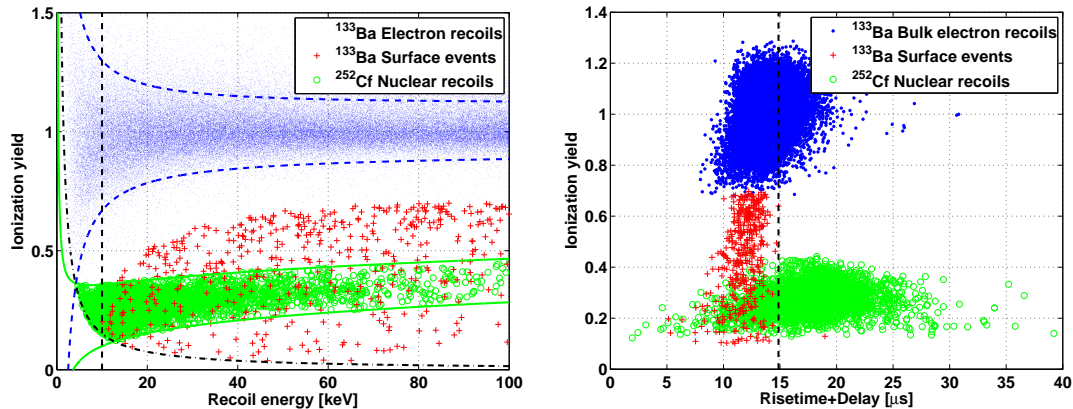 1.5
1
0.5
0
0
20
40
60
80
100
Ionization yield
Recoil energy [keV]
¹³³Ba Electron recoils
¹³³Ba Surface events
²⁵²Cf Nuclear recoils
1.4
1.2
1
0.8
0.6
0.4
0.2
0
0
5
10
15
20
25
30
35
40
Ionization yield
Risetime+Delay [μs]
¹³³Ba Bulk electron recoils
¹³³Ba Surface events
²⁵²Cf Nuclear recoils